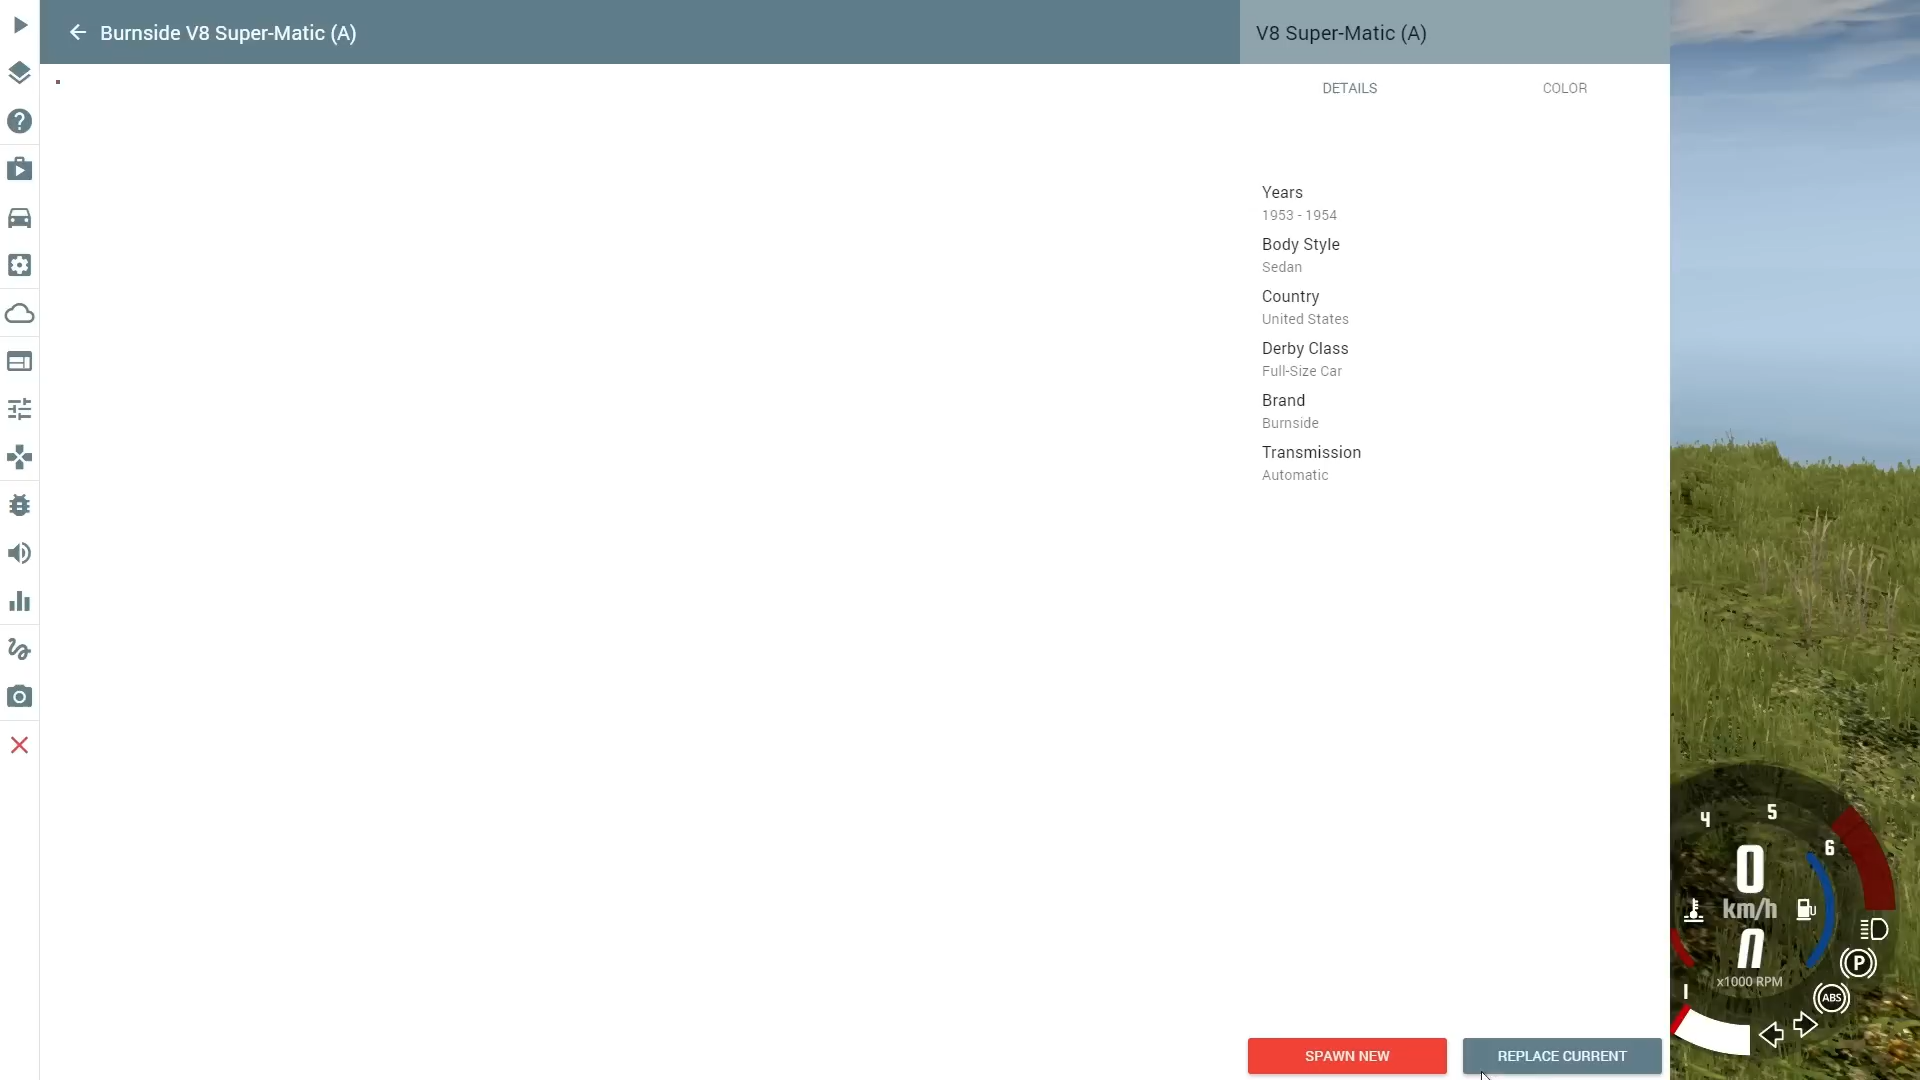 Burnside V8 Super-Matic (A)
V8 Super-Matic (A)
DETAILS
COLOR
Years
1953 - 1954
Body Style
Sedan
Country
United States
Derby Class
Full-Size Car
Brand
Burnside
Transmission
Automatic
SPAWN NEW
REPLACE CURRENT
4
5
6
0
km/h
n
x1000 RPM
1
P
ABS